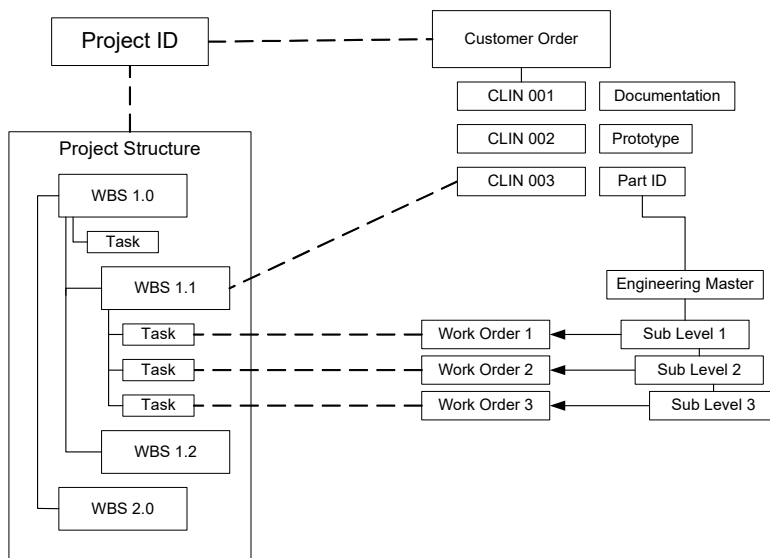 Project ID
Customer Order
CLIN 001
Documentation
CLIN 002
Prototype
CLIN 003
Part ID
Project Structure
WBS 1.0
Task
WBS 1.1
Engineering Master
Task
Work Order 1
Sub Level 1
Task
Work Order 2
Sub Level 2
Task
Work Order 3
Sub Level 3
WBS 1.2
WBS 2.0